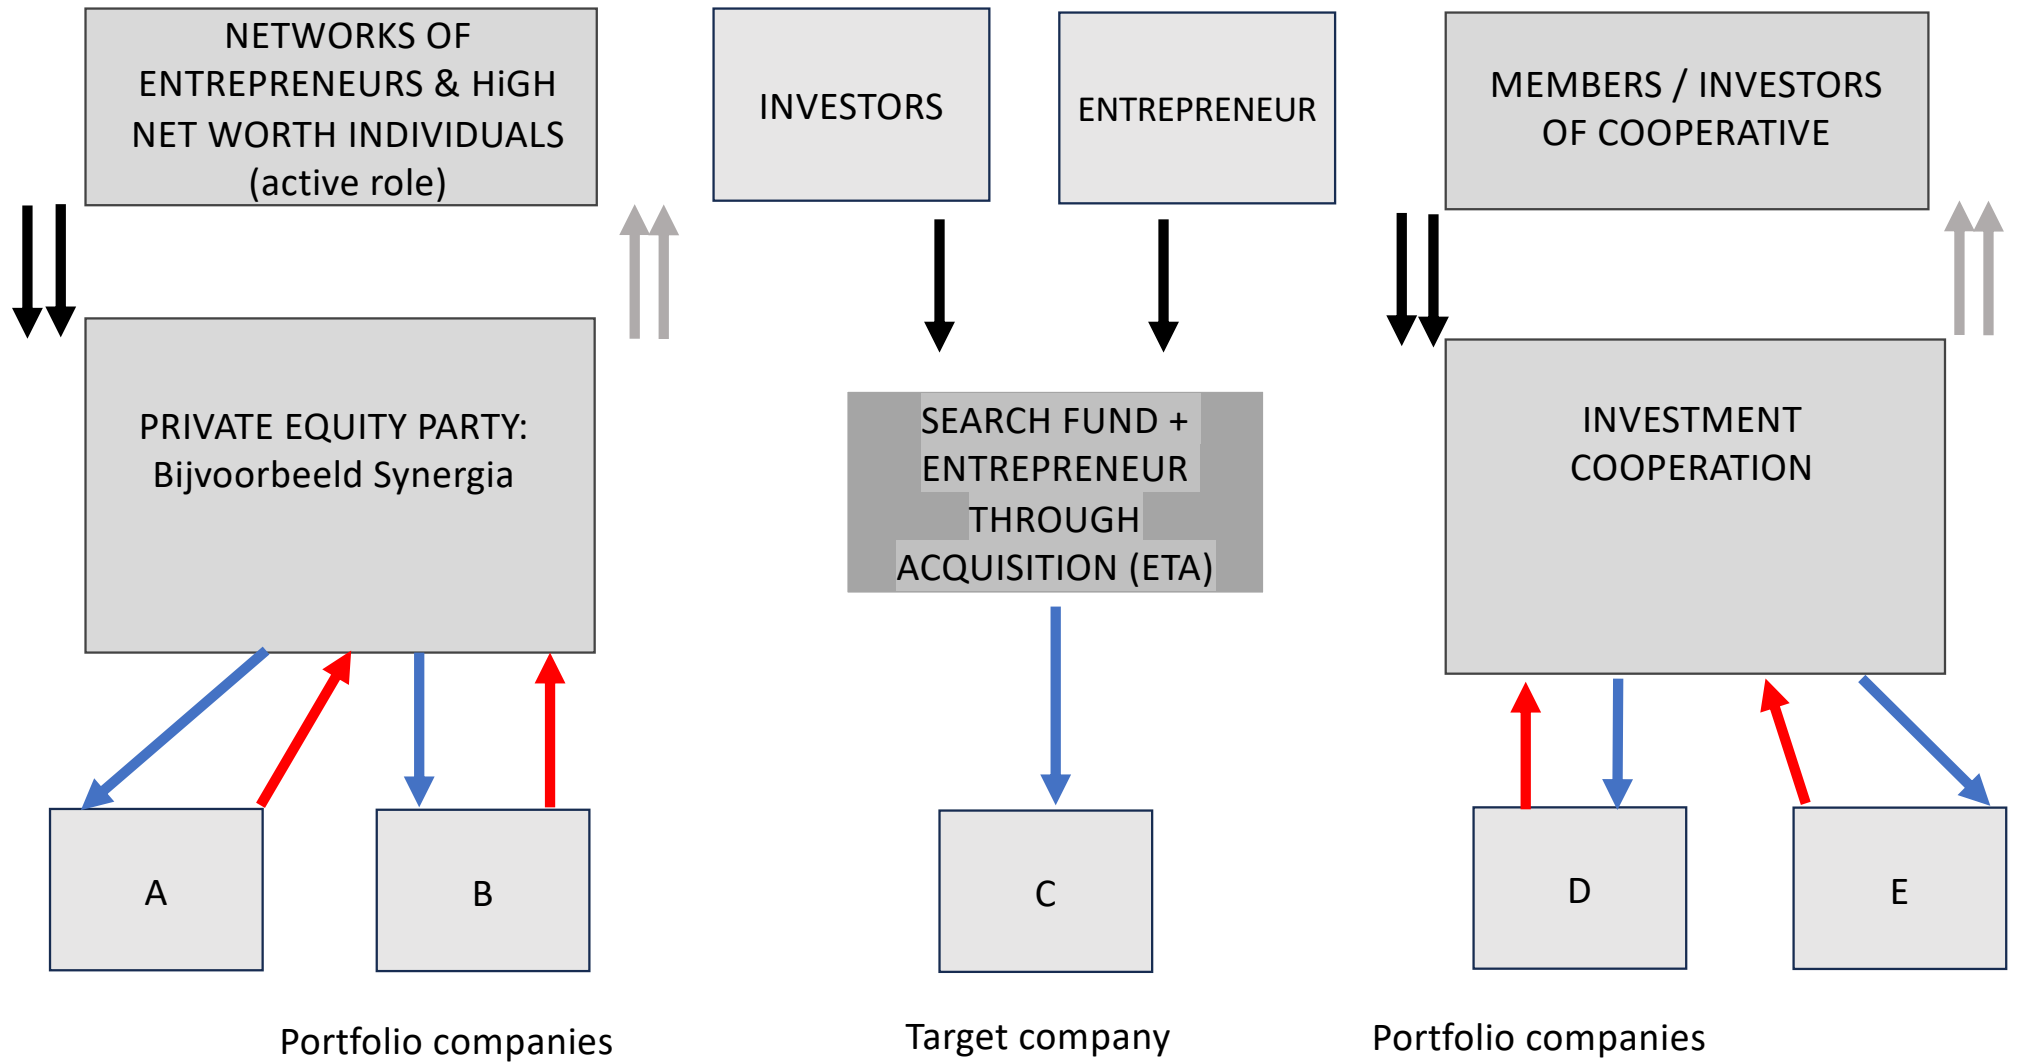 NETWORKS OF
ENTREPRENEURS & HiGH
NET WORTH INDIVIDUALS
(active role)
INVESTORS
ENTREPRENEUR
MEMBERS / INVESTORS
OF COOPERATIVE
PRIVATE EQUITY PARTY:
Bijvoorbeeld Synergia
SEARCH FUND +
ENTREPRENEUR
THROUGH
ACQUISITION (ETA)
INVESTMENT
COOPERATION
A
B
C
D
E
Portfolio companies
Target company
Portfolio companies